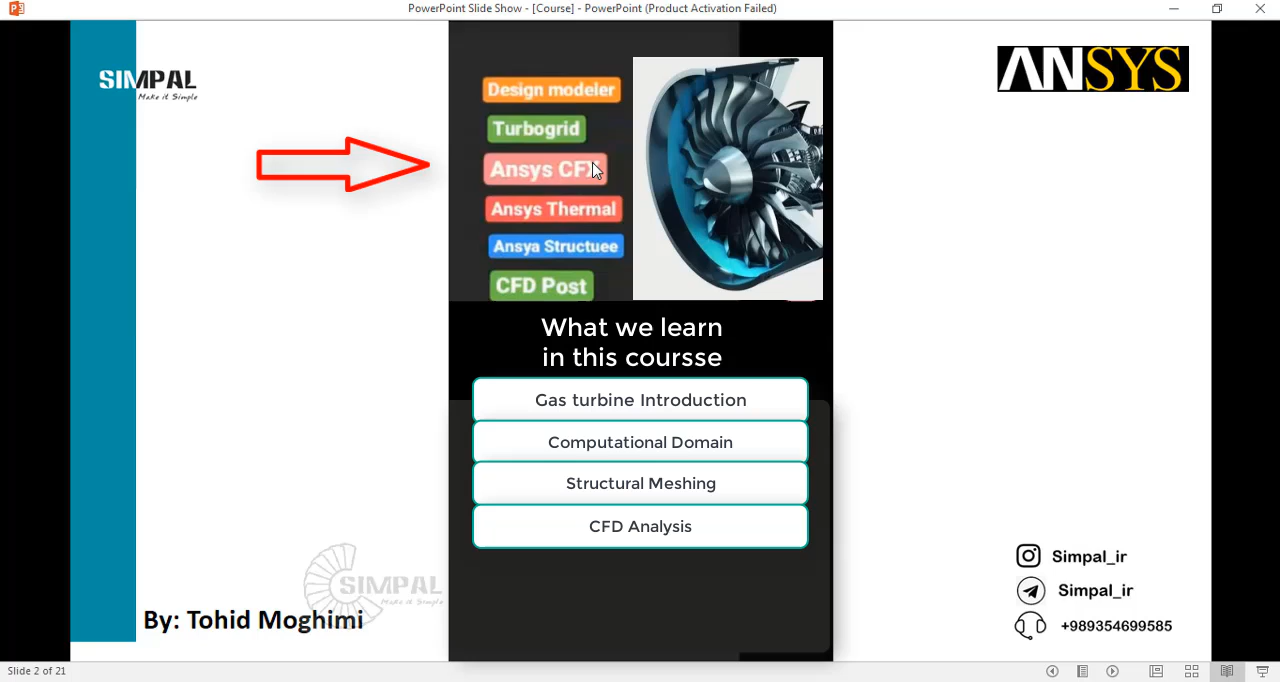 PowerPoint Slide Show - [Course] - PowerPoint (Product Activation Failed)
SIMPAL
Make it Simple
ANSYS
Design modeler
Turbogrid
Ansys CFX
Ansys Thermal
Ansya Structuee
CFD Post
What we learn
in this coursse
Gas turbine Introduction
Computational Domain
Structural Meshing
CFD Analysis
SIMPAL
Make it Simple
By: Tohid Moghimi
Simpal_ir
Simpal_ir
+989354699585
Slide 2 of 21